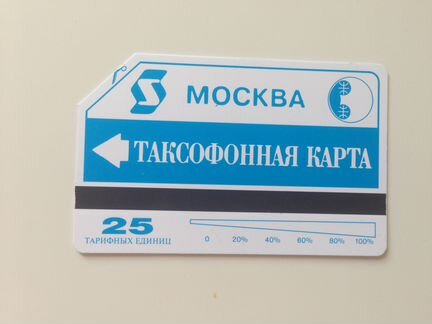 МОСКВА
ТАКСОФОННАЯ КАРТА
25
ТАРИФНЫХ ЕДИНИЦ
0 20% 40% 60% 80% 100%